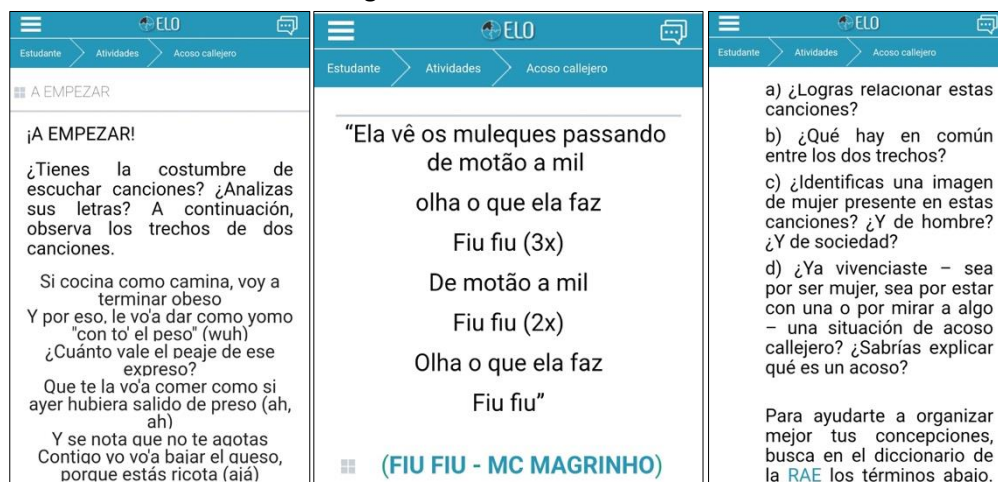 ELO
Estudante
Atividades
Acoso callejero
A EMPEZAR
¡A EMPEZAR!
¿Tienes la costumbre de
escuchar canciones? ¿Analizas
sus letras? A continuación,
observa los trechos de dos
canciones.
Si cocina como camina, voy a
terminar obeso
Y por eso, le vo'a dar como yomo
"con to' el peso" (wuh)
¿Cuánto vale el peaje de ese
expreso?
Que te la vo'a comer como si
ayer hubiera salido de preso (ah,
ah)
Y se nota que no te agotas
Contigo yo vo'a bajar el queso,
porque estás ricota (ajá)
ELO
Estudante
Atividades
Acoso callejero
“Ela vê os muleques passando
de motão a mil
olha o que ela faz
Fiu fiu (3x)
De motão a mil
Fiu fiu (2x)
Olha o que ela faz
Fiu fiu”
(FIU FIU - MC MAGRINHO)
ELO
Estudante
Atividades
Acoso callejero
a) ¿Logras relacionar estas
canciones?
b) ¿Qué hay en común
entre los dos trechos?
c) ¿Identificas una imagen
de mujer presente en estas
canciones? ¿Y de hombre?
¿Y de sociedad?
d) ¿Ya vivenciaste – sea
por ser mujer, sea por estar
con una o por mirar a algo
– una situación de acoso
callejero? ¿Sabrías explicar
qué es un acoso?
Para ayudarte a organizar
mejor tus concepciones,
busca en el diccionario de
la RAE los términos abajo.